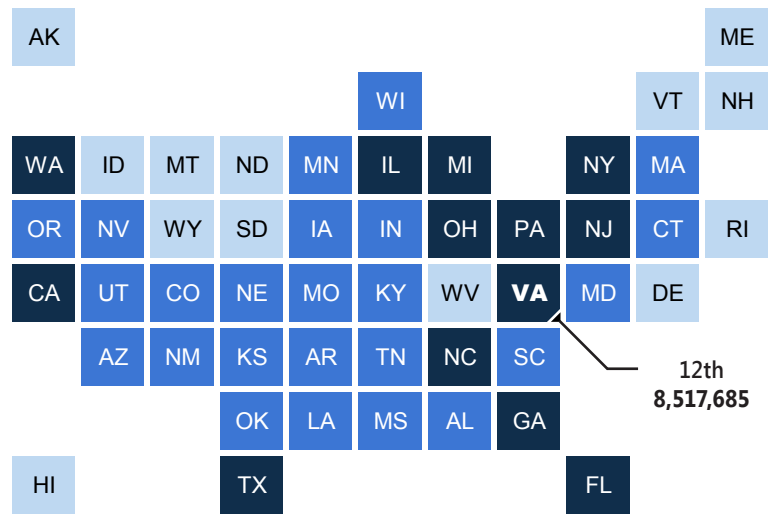 AK ME
WI VT NH
WA ID MT ND MN IL MI NY MA
OR NV WY SD IA IN OH PA NJ CT RI
CA UT CO NE MO KY WV VA MD DE
AZ NM KS AR TN NC SC
12th
8,517,685
OK LA MS AL GA
HI TX FL